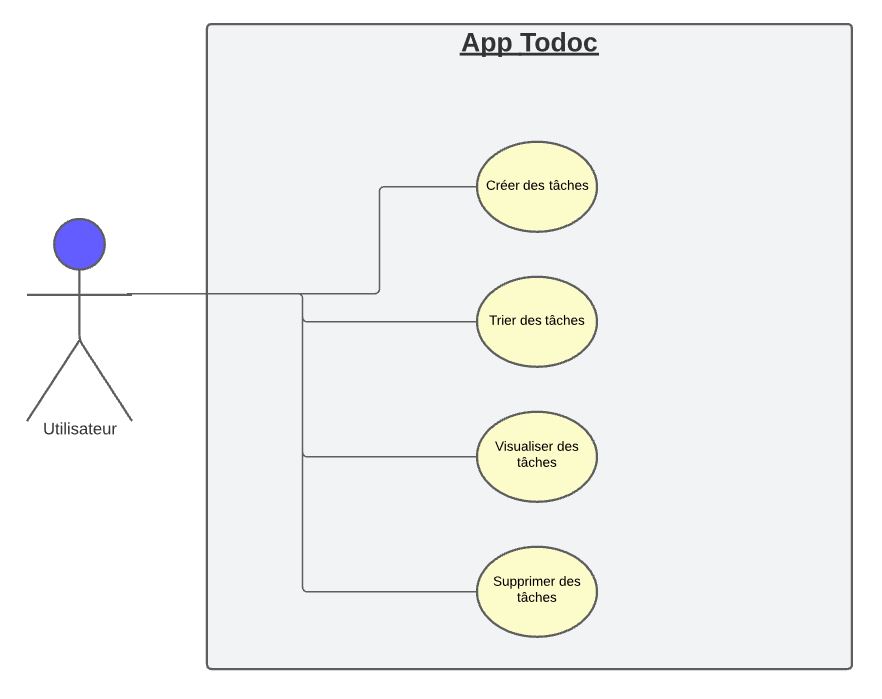 App Todoc
Créer des tâches
Trier des tâches
Utilisateur
Visualiser des
tâches
Supprimer des
tâches